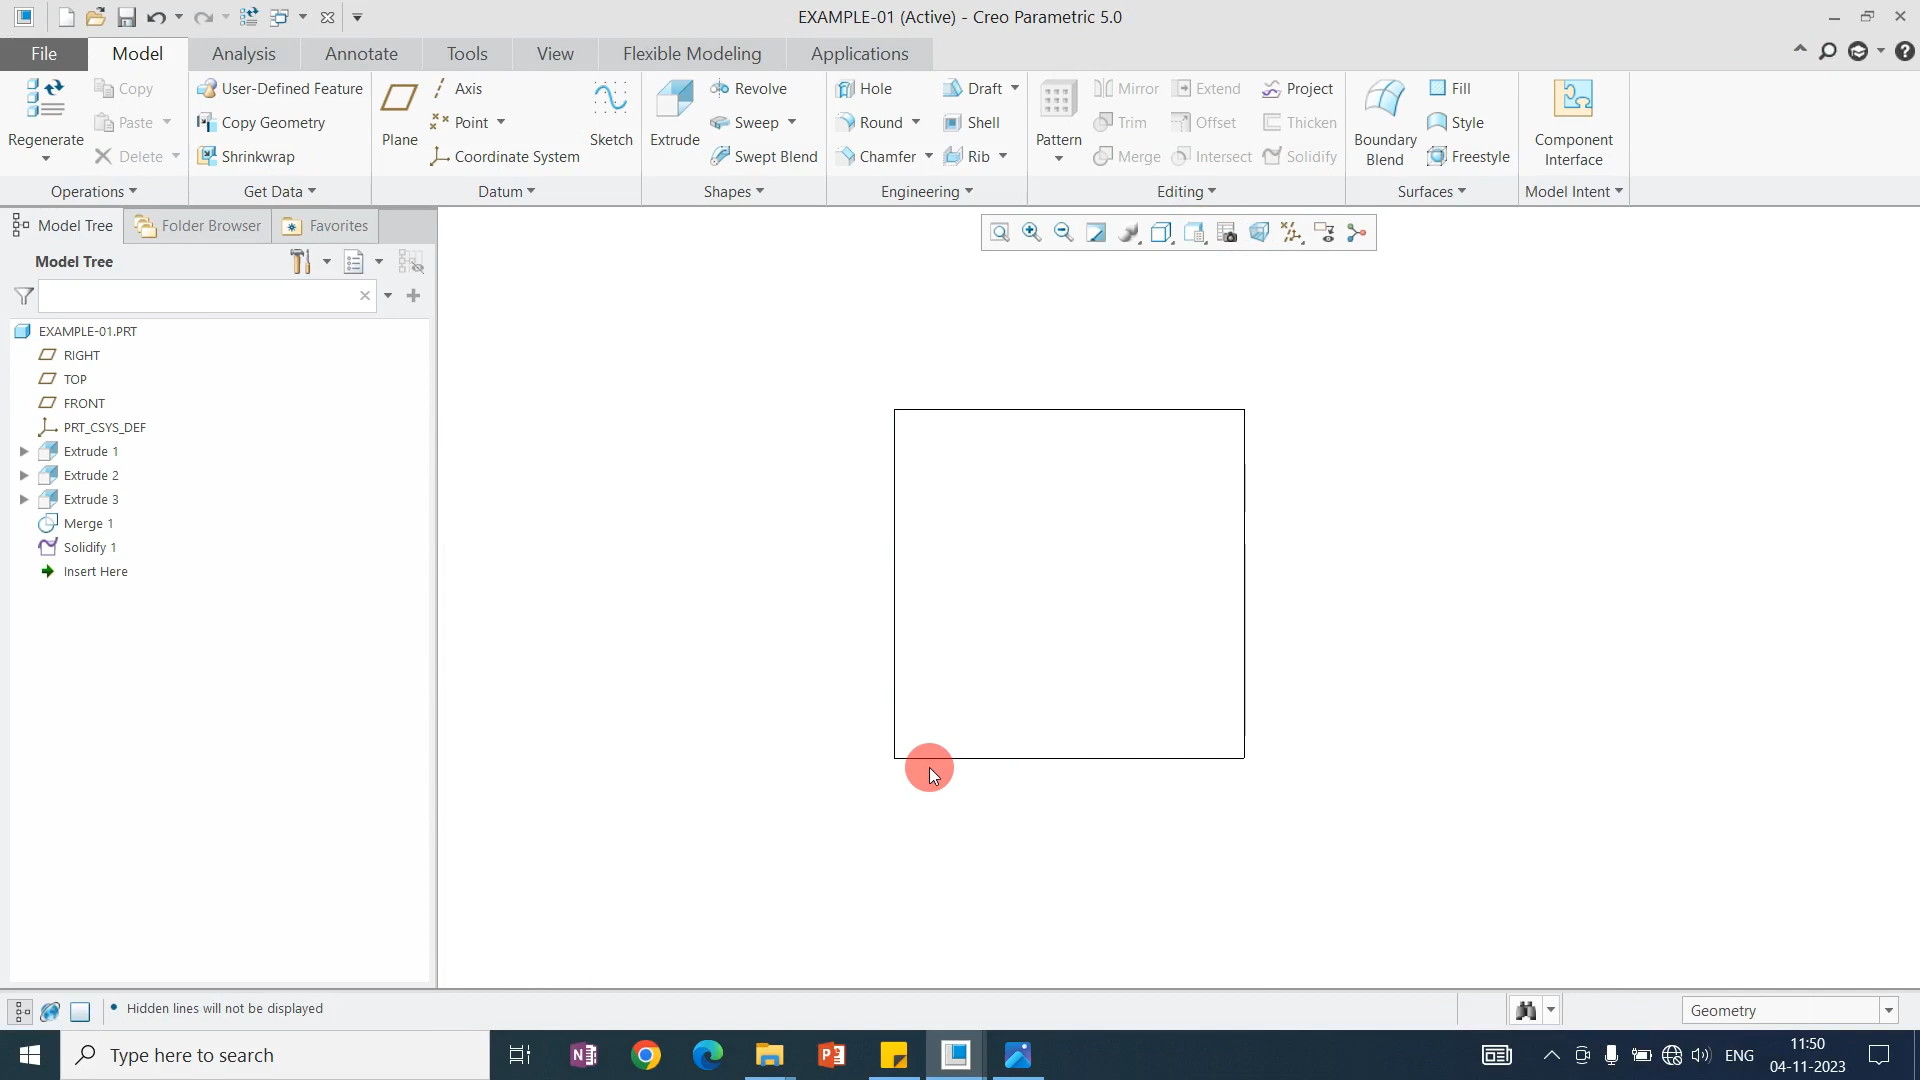 EXAMPLE-01 (Active) - Creo Parametric 5.0
File Model Analysis Annotate Tools View Flexible Modeling Applications
Regenerate
Copy
Paste
Delete
Operations
User-Defined Feature
Copy Geometry
Shrinkwrap
Get Data
Plane
Axis
Point
Coordinate System
Sketch
Datum
Extrude
Revolve
Sweep
Swept Blend
Shapes
Hole
Round
Chamfer
Draft
Shell
Rib
Engineering
Pattern
Mirror
Trim
Merge
Extend
Offset
Intersect
Project
Thicken
Solidify
Editing
Boundary
Blend
Fill
Style
Freestyle
Surfaces
Component
Interface
Model Intent
Model Tree Folder Browser Favorites
Model Tree
EXAMPLE-01.PRT
RIGHT
TOP
FRONT
PRT_CSYS_DEF
Extrude 1
Extrude 2
Extrude 3
Merge 1
Solidify 1
Insert Here
Hidden lines will not be displayed
Geometry
Type here to search
ENG
11:50
04-11-2023